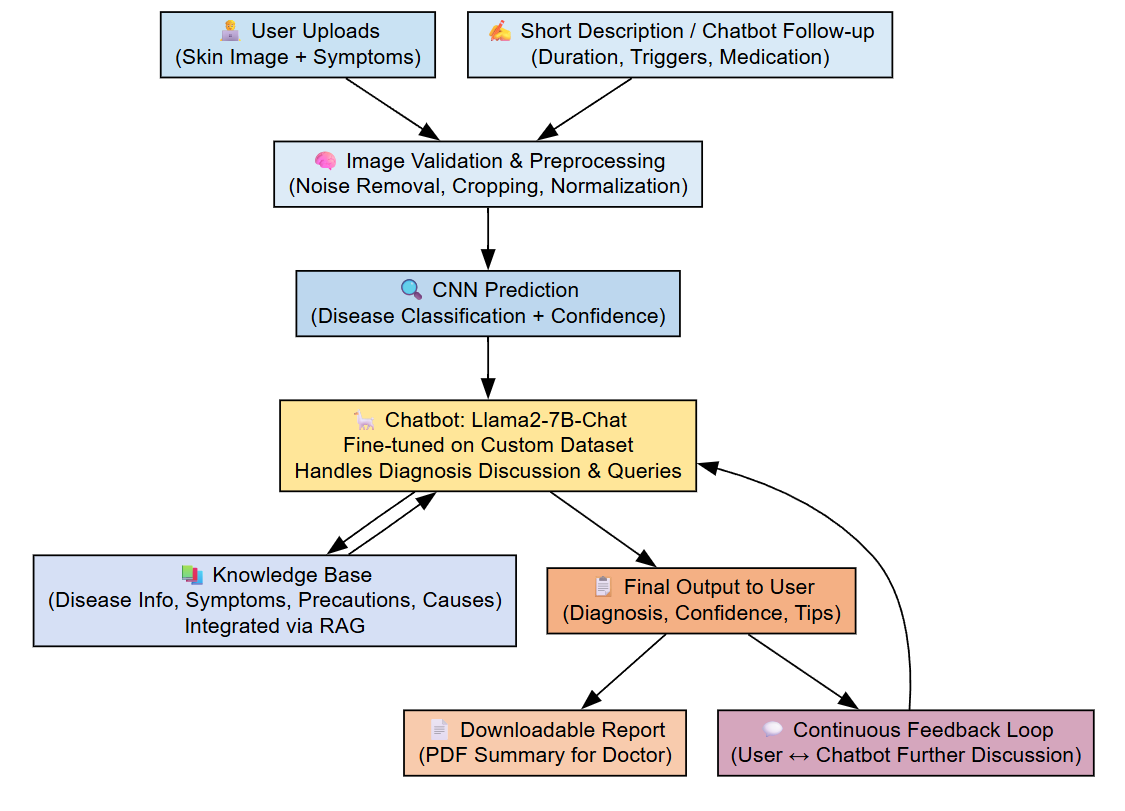 User Uploads
(Skin Image + Symptoms)
Short Description / Chatbot Follow-up
(Duration, Triggers, Medication)
Image Validation & Preprocessing
(Noise Removal, Cropping, Normalization)
CNN Prediction
(Disease Classification + Confidence)
Chatbot: Llama2-7B-Chat
Fine-tuned on Custom Dataset
Handles Diagnosis Discussion & Queries
Knowledge Base
(Disease Info, Symptoms, Precautions, Causes)
Integrated via RAG
Final Output to User
(Diagnosis, Confidence, Tips)
Downloadable Report
(PDF Summary for Doctor)
Continuous Feedback Loop
(User ↔ Chatbot Further Discussion)